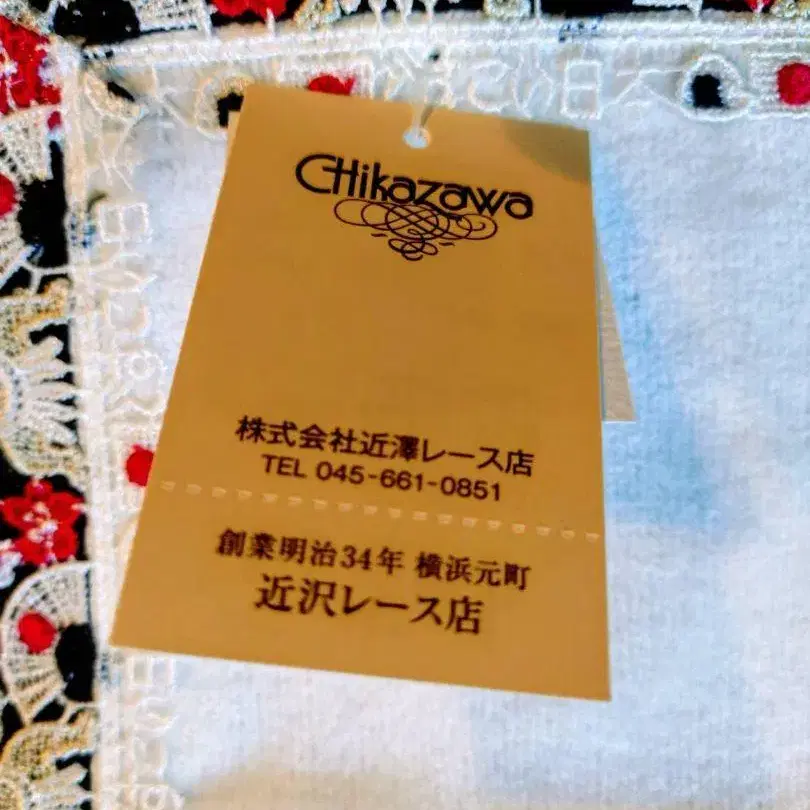 CHikazawa
株式会社近澤レース店
TEL 045-661-0851
創業明治34年 横浜元町
近沢レース店